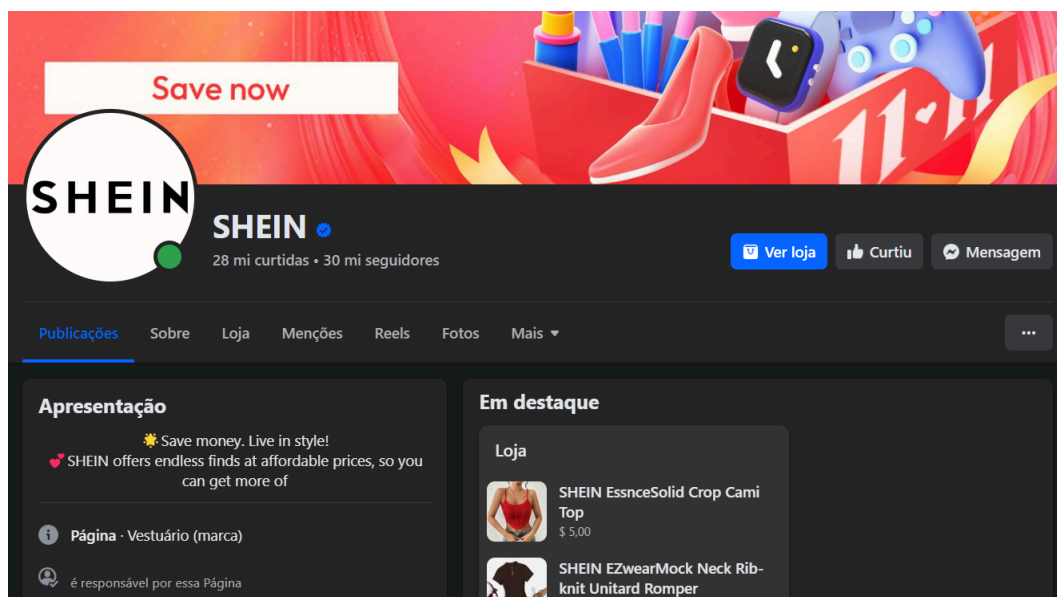 Save now
11·11
SHEIN
SHEIN
28 mi curtidas • 30 mi seguidores
Ver loja
Curtiu
Mensagem
Publicações
Sobre
Loja
Menções
Reels
Fotos
Mais
Apresentação
🌟Save money. Live in style!
💕SHEIN offers endless finds at affordable prices, so you
can get more of
Página · Vestuário (marca)
é responsável por essa Página
Em destaque
Loja
SHEIN EssnceSolid Crop Cami
Top
$ 5,00
SHEIN EZwearMock Neck Rib-
knit Unitard Romper